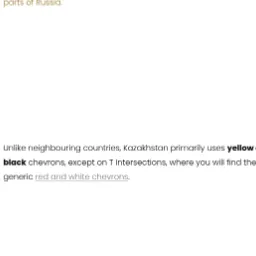 parts of Russia.
Unlike neighbouring countries, Kazakhstan primarily uses yellow
black chevrons, except on T intersections, where you will find the
generic red and white chevrons.